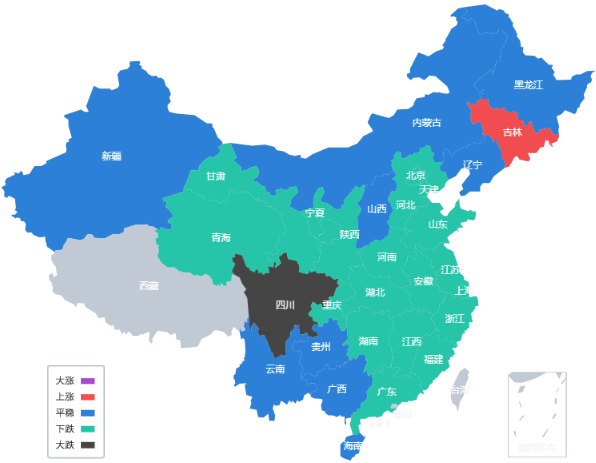 黑龙江
内蒙古
吉林
新疆
辽宁
甘肃
北京
天津
山西
河北
宁夏
山东
陕西
青海
河南
江苏
安徽
西藏
上海
湖北
四川
重庆
浙江
湖南
江西
贵州
福建
云南
广西
广东
台湾
海南
大涨
上涨
平稳
下跌
大跌